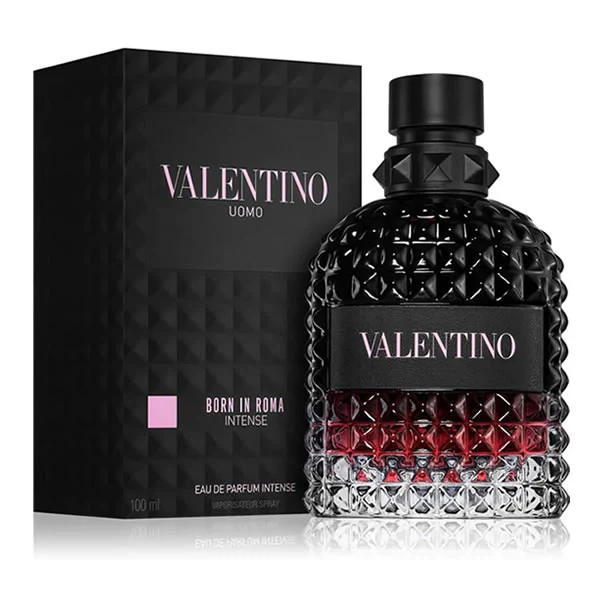 VALENTINO
UOMO
BORN IN ROMA
INTENSE
EAU DE PARFUM INTENSE
VAPORISATEUR SPRAY
100 ml
VALENTINO